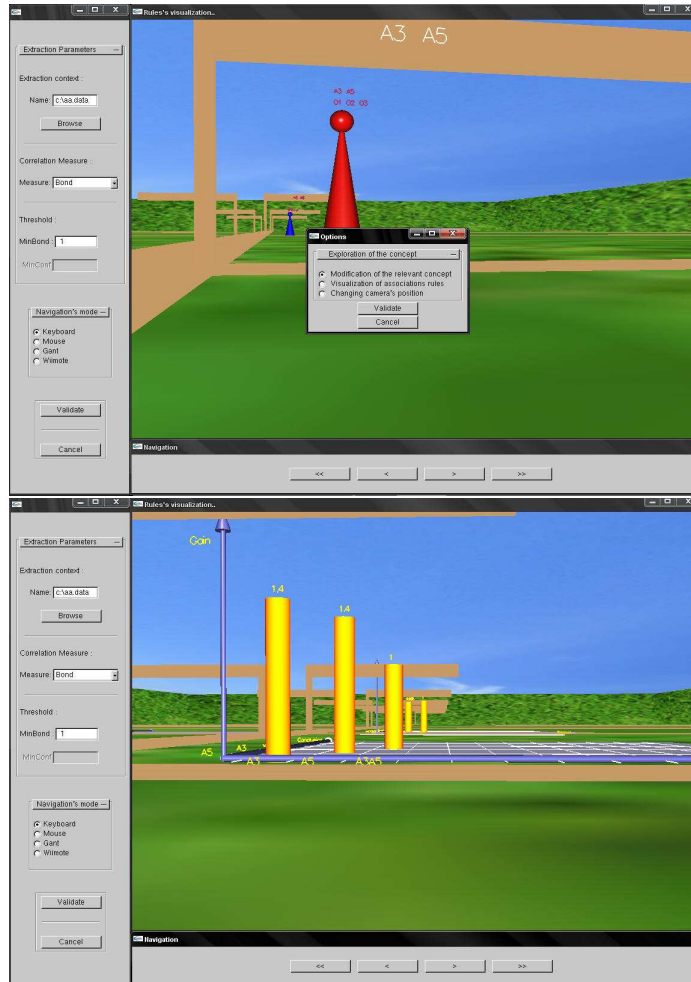 Rules's visualization..
Extraction Parameters
Extraction context :
Name: c:\aa.data
Browse
Correlation Measure :
Measure: Bond
Threshold :
MinBond : 1
MinConf
Navigation's mode
Keyboard
Mouse
Gant
Wiimote
Validate
Cancel
A3 A5
A3 A5
O1 O2 O3
Options
Exploration of the concept
Modification of the relevant concept
Visualization of associations rules
Changing camera's position
Validate
Cancel
Navigation
<< < > >>
Rules's visualization..
Extraction Parameters
Extraction context :
Name: c:\aa.data
Browse
Correlation Measure :
Measure: Bond
Threshold :
MinBond : 1
MinConf
Navigation's mode
Keyboard
Mouse
Gant
Wiimote
Validate
Cancel
Gain
1,4
1,4
1
A5 A3
Conclusion
A3 A5 A3A5
Navigation
<< < > >>